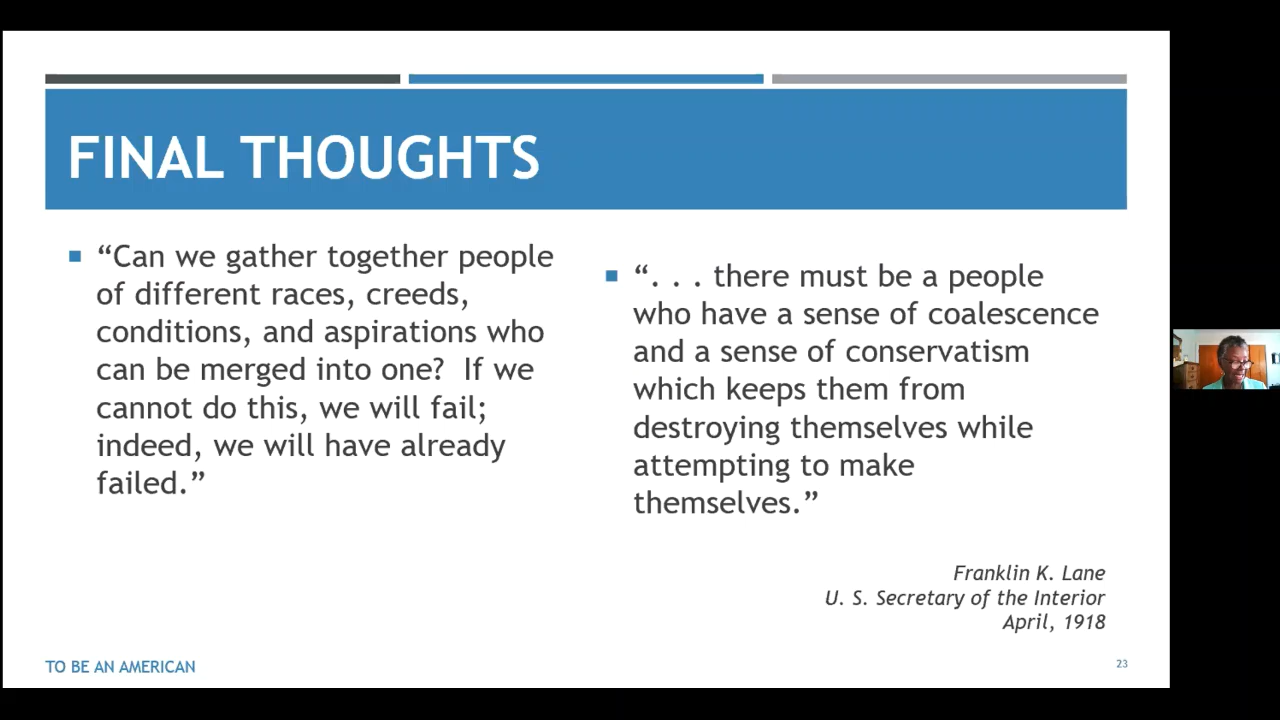 FINAL THOUGHTS
“Can we gather together people
of different races, creeds,
conditions, and aspirations who
can be merged into one?  If we
cannot do this, we will fail;
indeed, we will have already
failed.”
“. . . there must be a people
who have a sense of coalescence
and a sense of conservatism
which keeps them from
destroying themselves while
attempting to make
themselves.”
Franklin K. Lane
U. S. Secretary of the Interior
April, 1918
TO BE AN AMERICAN
23